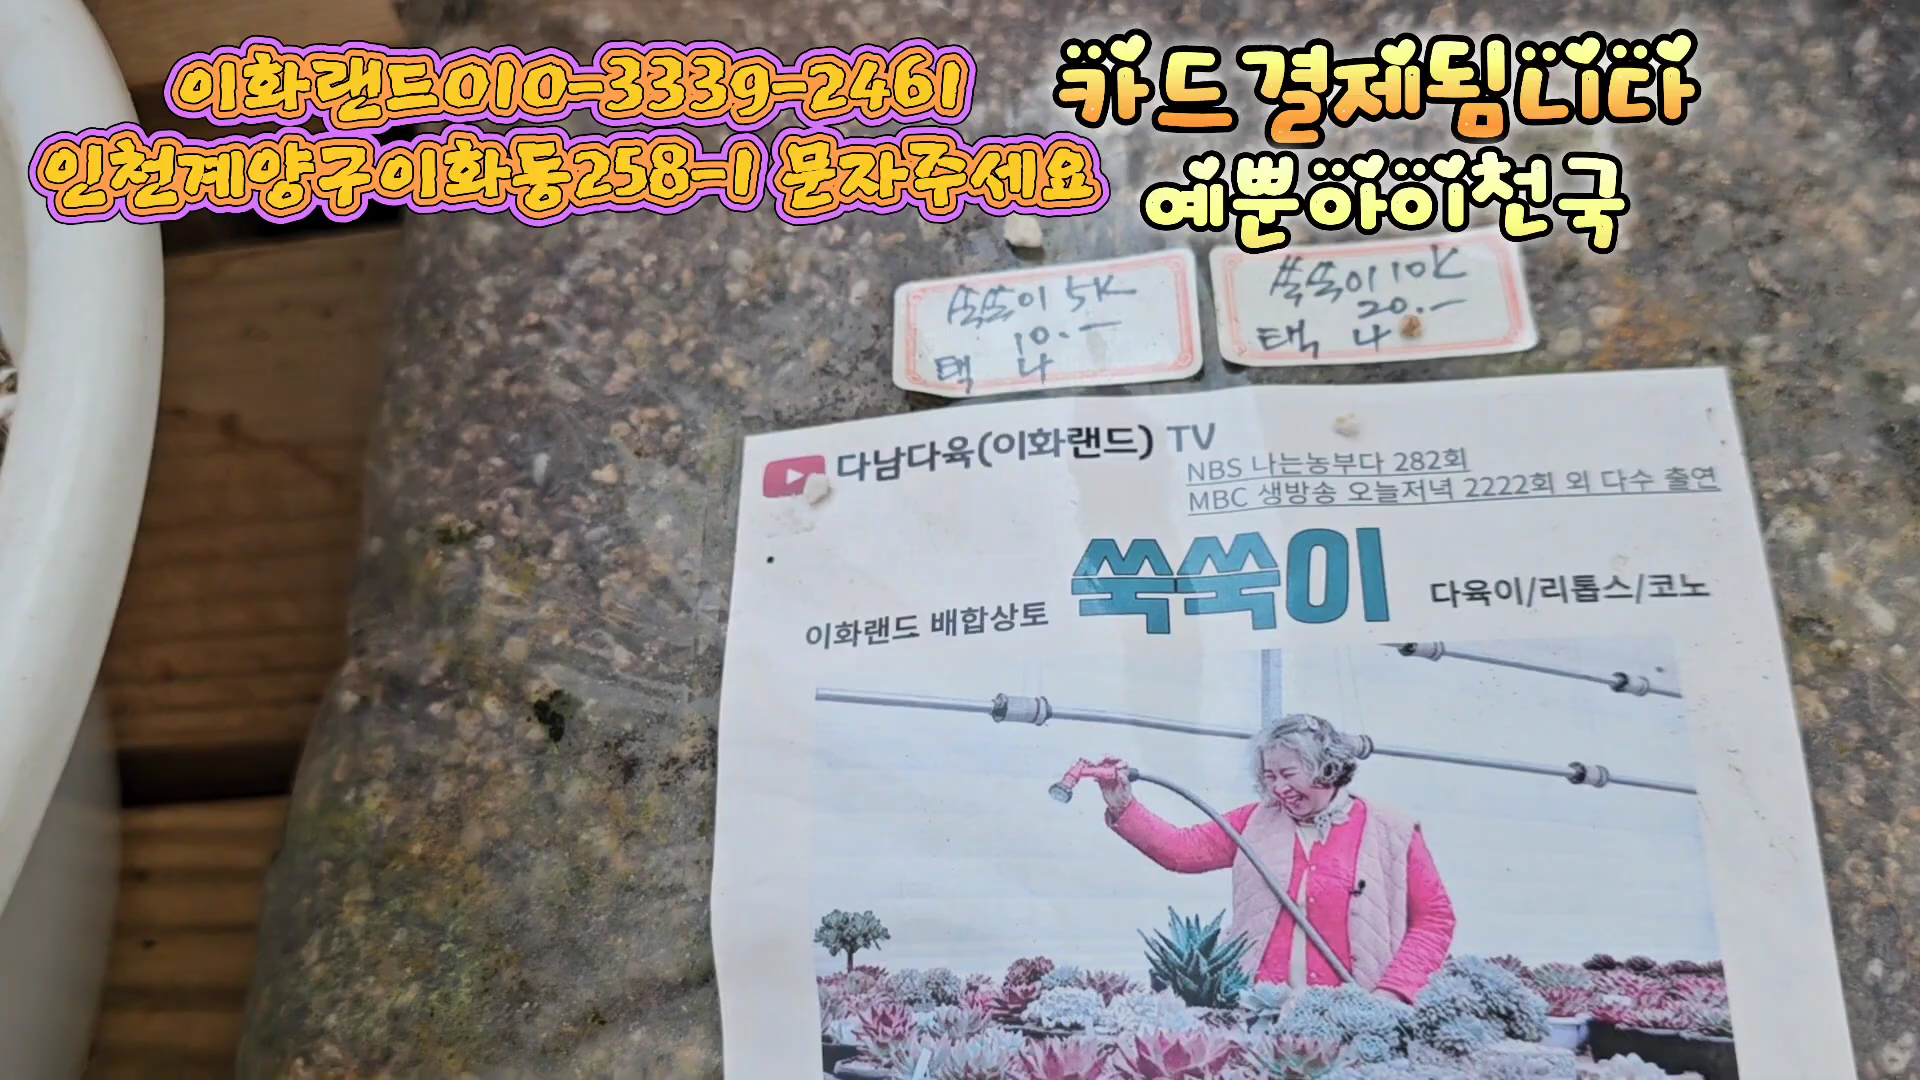 이화랜드010-3339-2461
인천계양구이화동258-1 문자주세요
카드결제됩니다
예쁜아이천국
쑥쑥이 5K
10.-
택 나
쑥쑥이 10K
20.-
택 나
다남다육(이화랜드) TV
NBS 나는농부다 282회
MBC 생방송 오늘저녁 2222회 외 다수 출연
이화랜드 배합상토
쑥쑥이
다육이/리톱스/코노